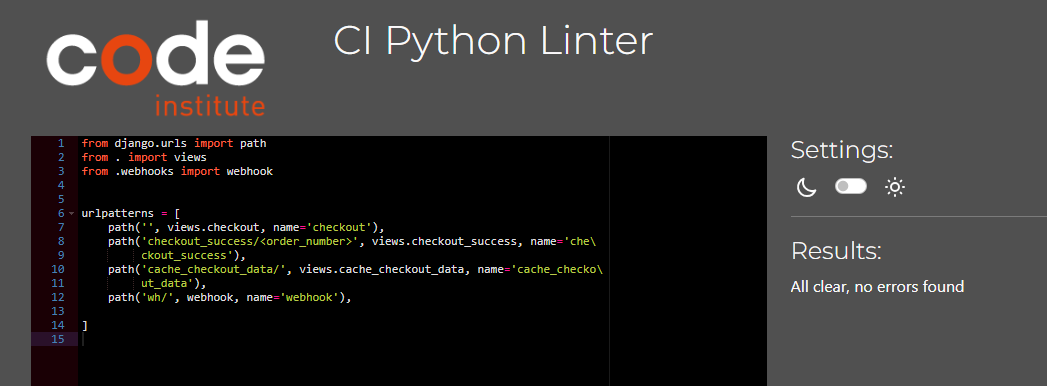 code
institute
CI Python Linter
1 from django.urls import path
2 from . import views
3 from .webhooks import webhook
4
5
6 urlpatterns = [
7     path('', views.checkout, name='checkout'),
8     path('checkout_success/<order_number>', views.checkout_success, name='che\
9         ckout_success'),
10     path('cache_checkout_data/', views.cache_checkout_data, name='cache_checko\
11         ut_data'),
12     path('wh/', webhook, name='webhook'),
13
14 ]
15
Settings:
Results:
All clear, no errors found